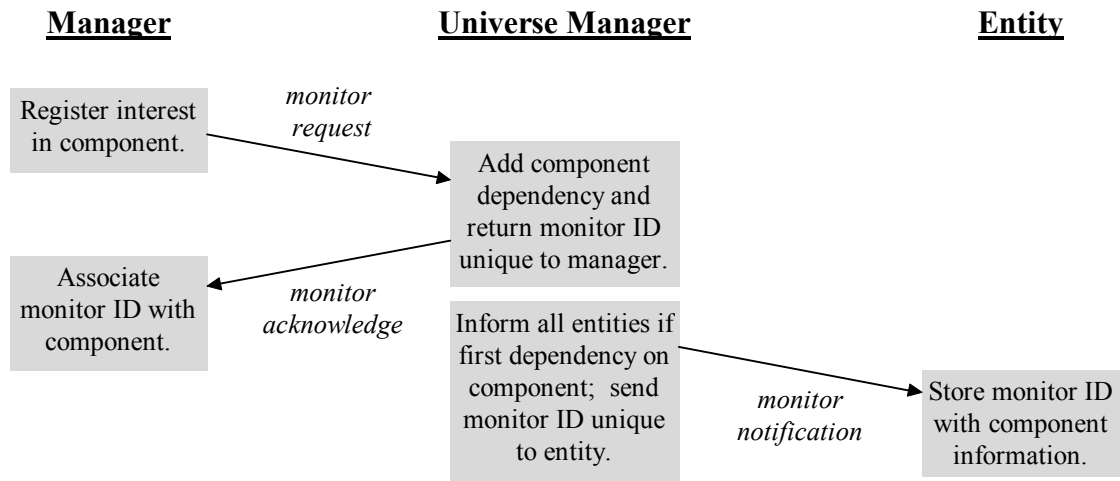 Manager
Universe Manager
Entity
Register interest
in component.
monitor
request
Add component
dependency and
return monitor ID
unique to manager.
Associate
monitor ID with
component.
monitor
acknowledge
Inform all entities if
first dependency on
component;  send
monitor ID unique
to entity.
monitor
notification
Store monitor ID
with component
information.